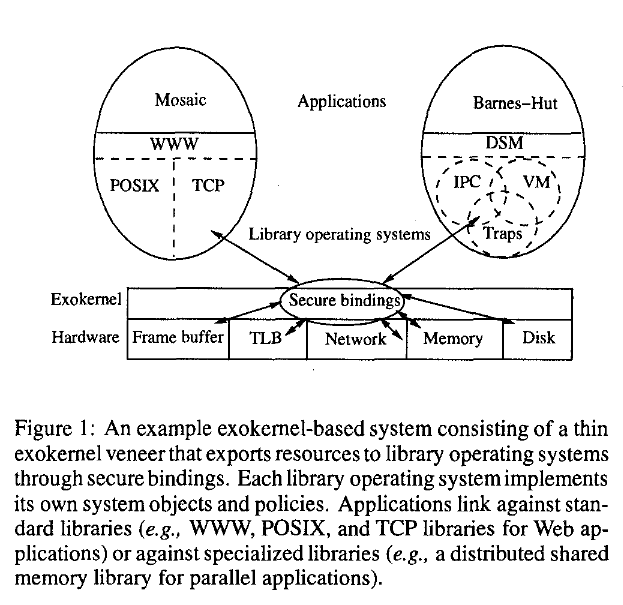 Mosaic Applications Barnes-Hut
WWW DSM
POSIX TCP IPC VM
Library operating systems Traps
Exokernel Secure bindings
Hardware Frame buffer TLB Network Memory Disk
Figure 1: An example exokernel-based system consisting of a thin
exokernel veneer that exports resources to library operating systems
through secure bindings. Each library operating system implements
its own system objects and policies. Applications link against stan-
dard libraries (e.g., WWW, POSIX, and TCP libraries for Web ap-
plications) or against specialized libraries (e.g., a distributed shared
memory library for parallel applications).